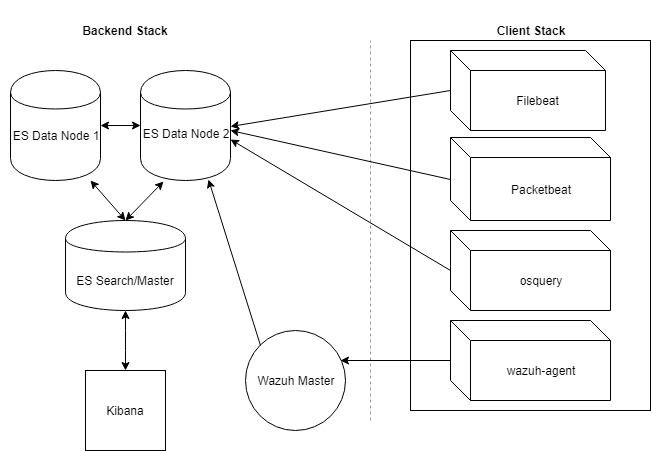 Backend Stack
Client Stack
ES Data Node 1
ES Data Node 2
Filebeat
Packetbeat
ES Search/Master
osquery
Wazuh Master
wazuh-agent
Kibana